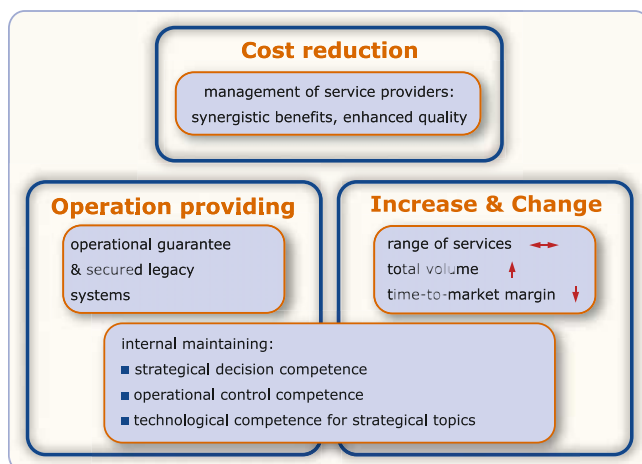 Cost reduction
management of service providers:
synergistic benefits, enhanced quality
Operation providing
operational guarantee
& secured legacy
systems
Increase & Change
range of services
total volume
time-to-market margin
internal maintaining:
strategical decision competence
operational control competence
technological competence for strategical topics